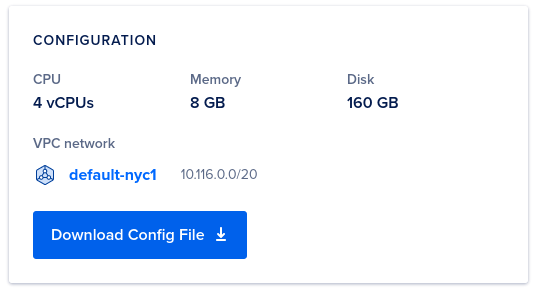 CONFIGURATION
CPU Memory Disk
4 vCPUs 8 GB 160 GB
VPC network
default-nyc1 10.116.0.0/20
Download Config File